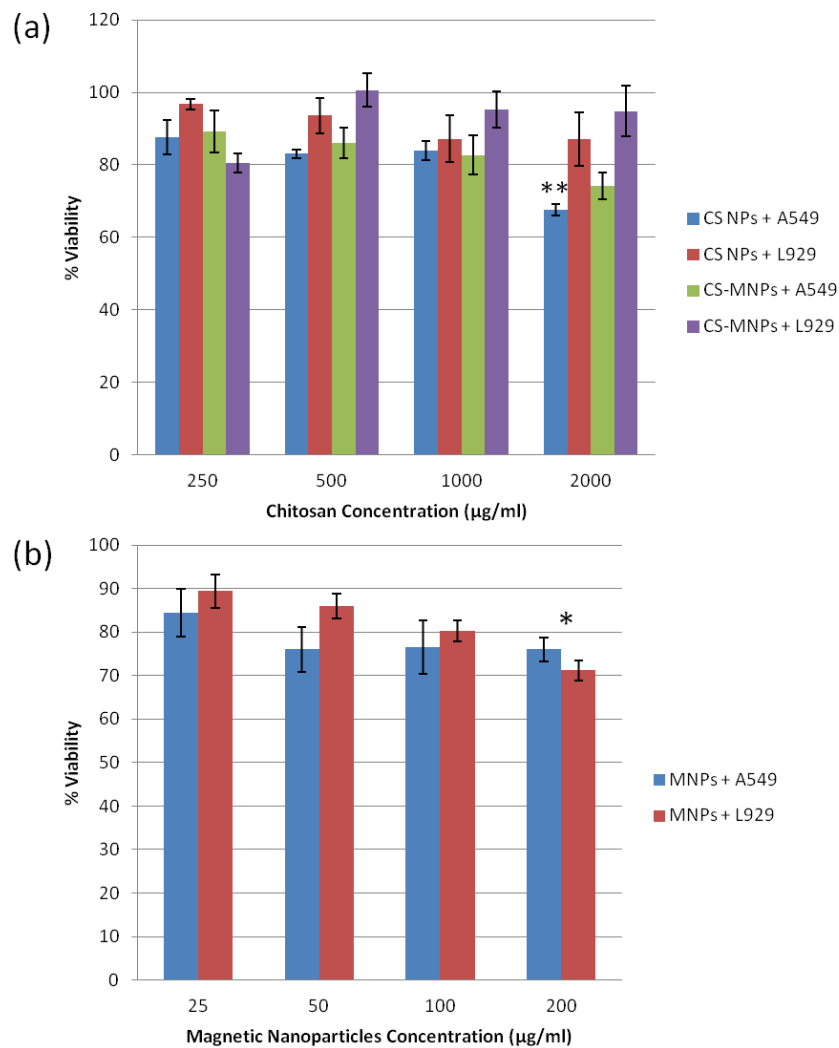 (a)
120
100
80
60
40
20
0
% Viability
**
250 500 1000 2000
Chitosan Concentration (µg/ml)
CS NPs + A549
CS NPs + L929
CS-MNPs + A549
CS-MNPs + L929
(b)
100
90
80
70
60
50
40
30
20
10
0
% Viability
*
25 50 100 200
Magnetic Nanoparticles Concentration (µg/ml)
MNPs + A549
MNPs + L929